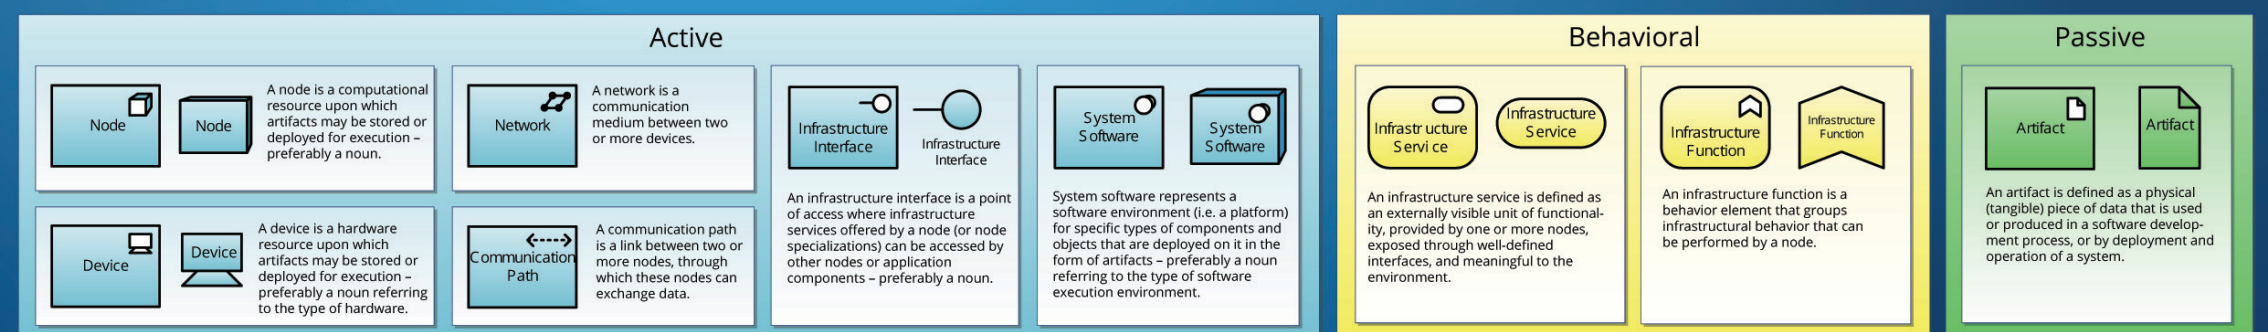 Active
Node
Node
A node is a computational
resource upon which
artifacts may be stored or
deployed for execution –
preferably a noun.
Device
Device
A device is a hardware
resource upon which
artifacts may be stored or
deployed for execution –
preferably a noun referring
to the type of hardware.
Network
A network is a
communication
medium between two
or more devices.
Communication
Path
A communication path
is a link between two or
more nodes, through
which these nodes can
exchange data.
Infrastructure
Interface
Infrastructure
Interface
An infrastructure interface is a point
of access where infrastructure
services offered by a node (or node
specializations) can be accessed by
other nodes or application
components – preferably a noun.
System
Software
System
Software
System software represents a
software environment (i.e. a platform)
for specific types of components and
objects that are deployed on it in the
form of artifacts – preferably a noun
referring to the type of software
execution environment.
Behavioral
Infrastructure
Service
Infrastructure
Service
An infrastructure service is defined as
an externally visible unit of functional-
ity, provided by one or more nodes,
exposed through well-defined
interfaces, and meaningful to the
environment.
Infrastructure
Function
Infrastructure
Function
An infrastructure function is a
behavior element that groups
infrastructural behavior that can
be performed by a node.
Passive
Artifact
Artifact
An artifact is defined as a physical
(tangible) piece of data that is used
or produced in a software develop-
ment process, or by deployment and
operation of a system.